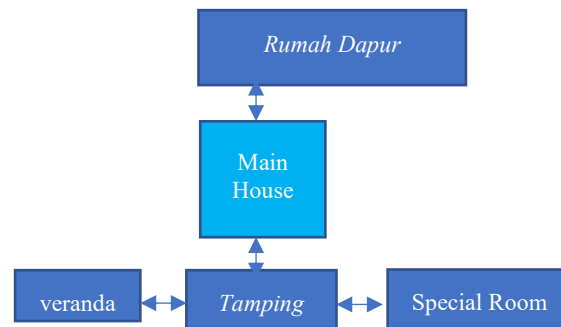 Rumah Dapur
Main
House
veranda
Tamping
Special Room